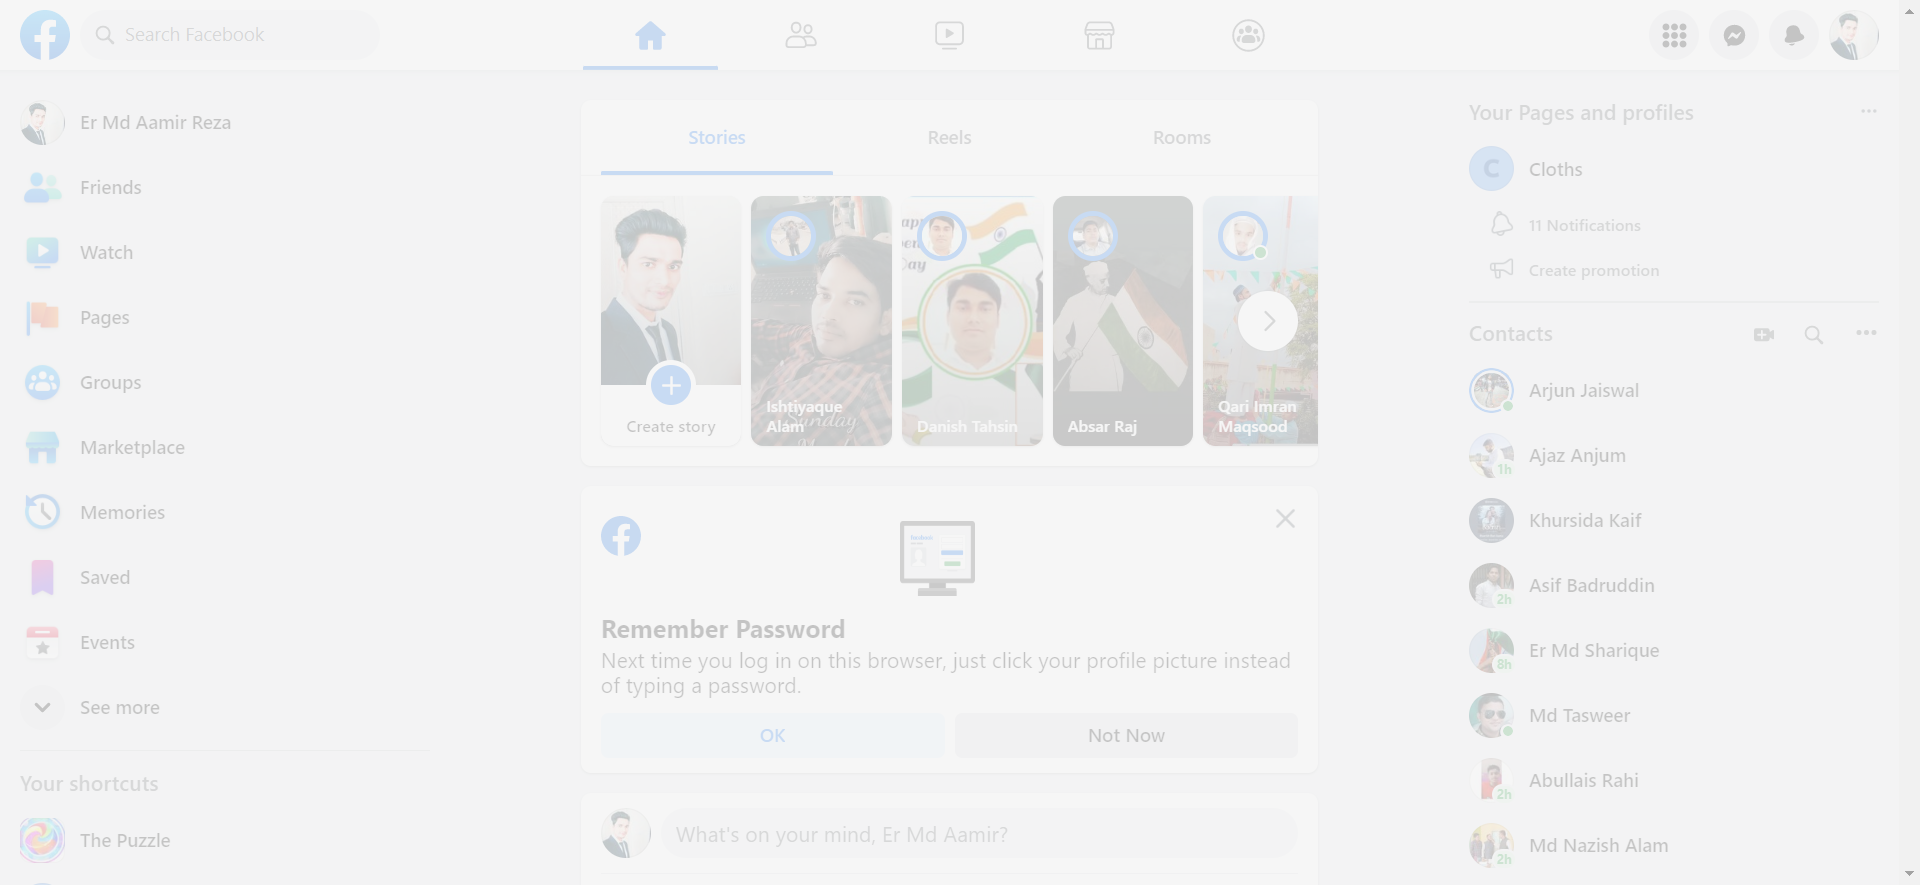 Search Facebook
Er Md Aamir Reza
Friends
Watch
Pages
Groups
Marketplace
Memories
Saved
Events
See more
Your shortcuts
The Puzzle
Stories
Reels
Rooms
Create story
Ishtiyaque
Alam
Sunday
Danish Tahsin
Absar Raj
Qari Imran
Maqsood
Remember Password
Next time you log in on this browser, just click your profile picture instead
of typing a password.
OK
Not Now
What's on your mind, Er Md Aamir?
Your Pages and profiles
C
Cloths
11 Notifications
Create promotion
Contacts
Arjun Jaiswal
Ajaz Anjum
1h
Khursida Kaif
Asif Badruddin
2h
Er Md Sharique
8h
Md Tasweer
Abullais Rahi
2h
Md Nazish Alam
2h